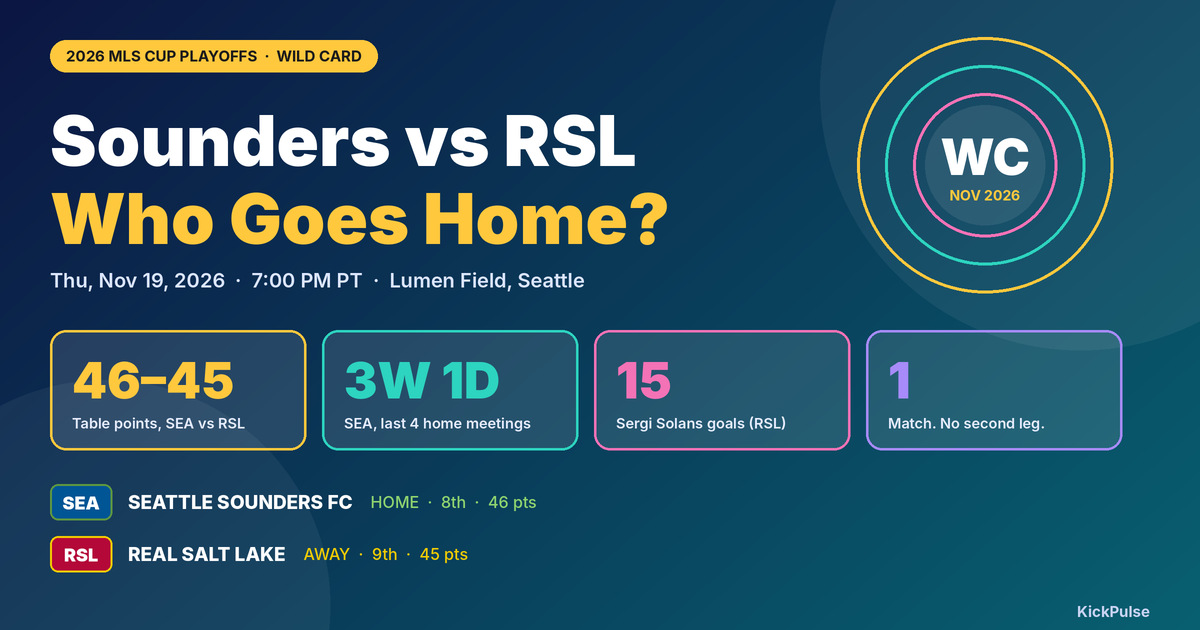 2026 MLS CUP PLAYOFFS · WILD CARD
Sounders vs RSL
Who Goes Home?
Thu, Nov 19, 2026 · 7:00 PM PT · Lumen Field, Seattle
WC
NOV 2026
46–45
Table points, SEA vs RSL
3W 1D
SEA, last 4 home meetings
15
Sergi Solans goals (RSL)
1
Match. No second leg.
SEA SEATTLE SOUNDERS FC HOME · 8th · 46 pts
RSL REAL SALT LAKE AWAY · 9th · 45 pts
KickPulse